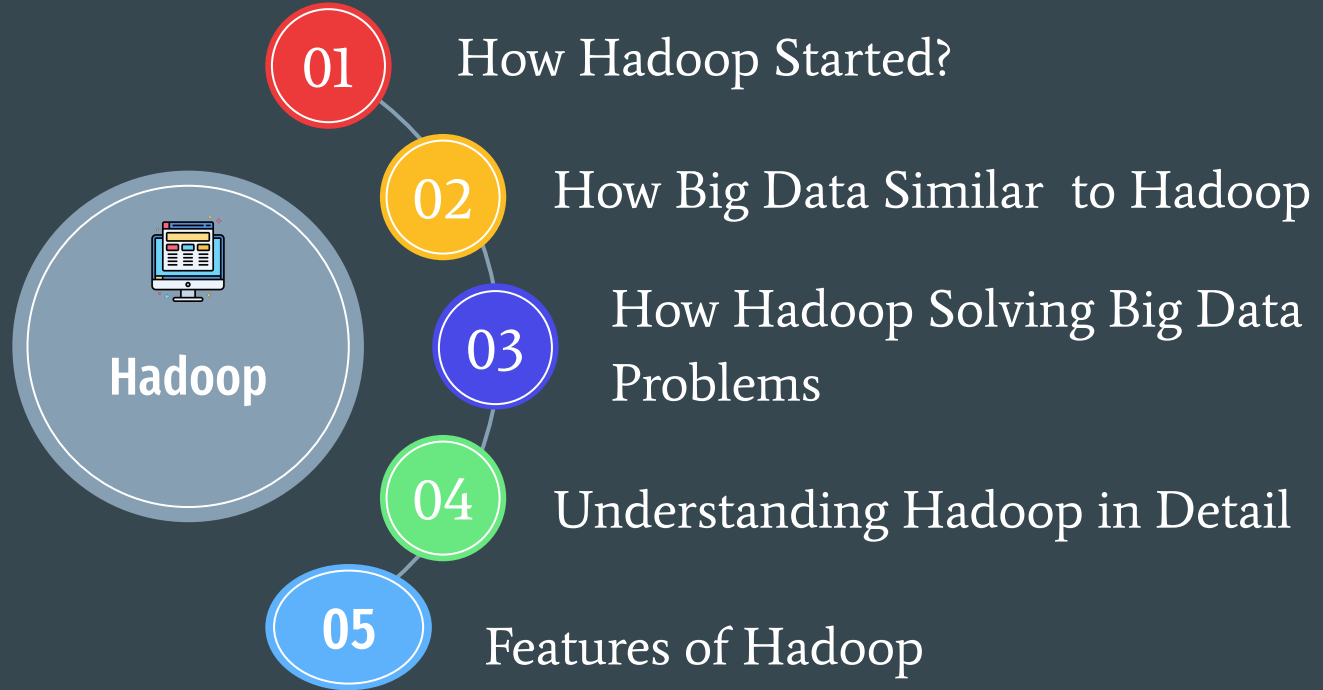 01
How Hadoop Started?
02
How Big Data Similar  to Hadoop
03
How Hadoop Solving Big Data
Problems
Hadoop
04
Understanding Hadoop in Detail
05
Features of Hadoop